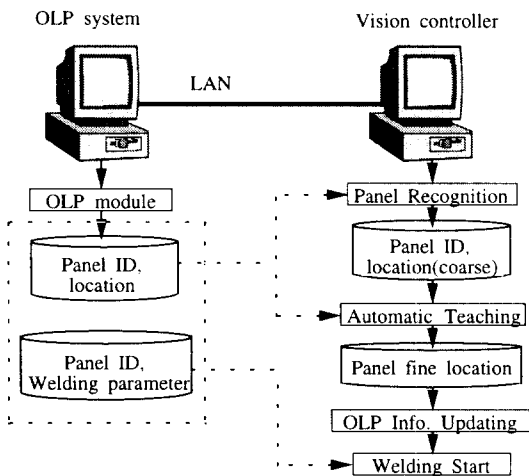 OLP system
Vision controller
LAN
OLP module
Panel ID,
location
Panel ID,
Welding parameter
Panel Recognition
Panel ID,
location(coarse)
Automatic Teaching
Panel fine location
OLP Info. Updating
Welding Start